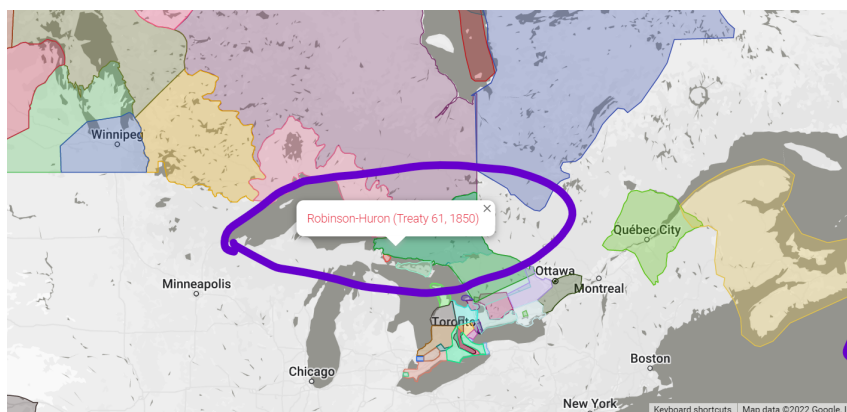 Winnipeg
Robinson-Huron (Treaty 61, 1850)
Québec City
Ottawa
Montreal
Minneapolis
Toronto
Boston
Chicago
New York
Keyboard shortcuts
Map data ©2022 Google